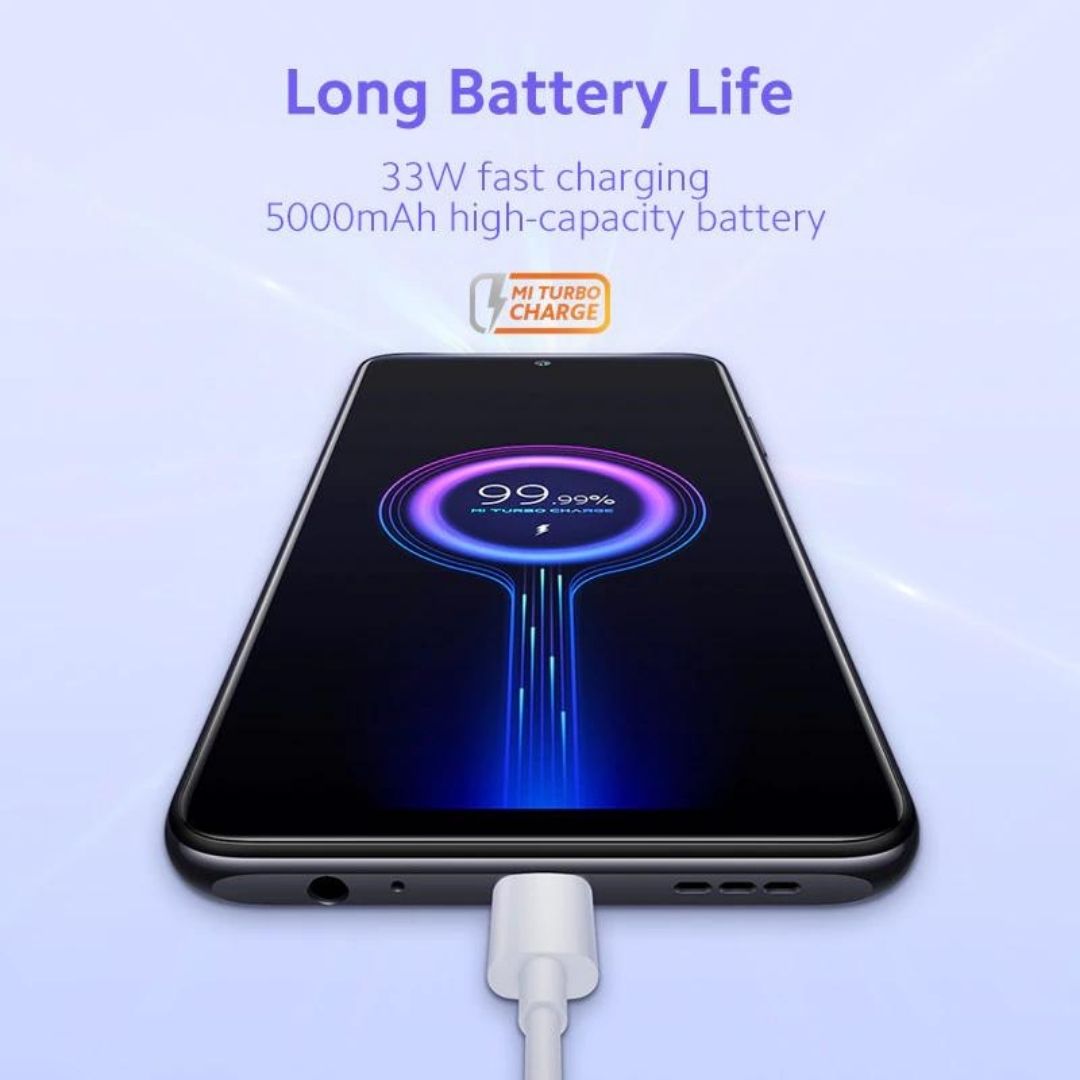 Long Battery Life
33W fast charging
5000mAh high-capacity battery
MI TURBO
CHARGE
99.99%
MI TURBO CHARGE